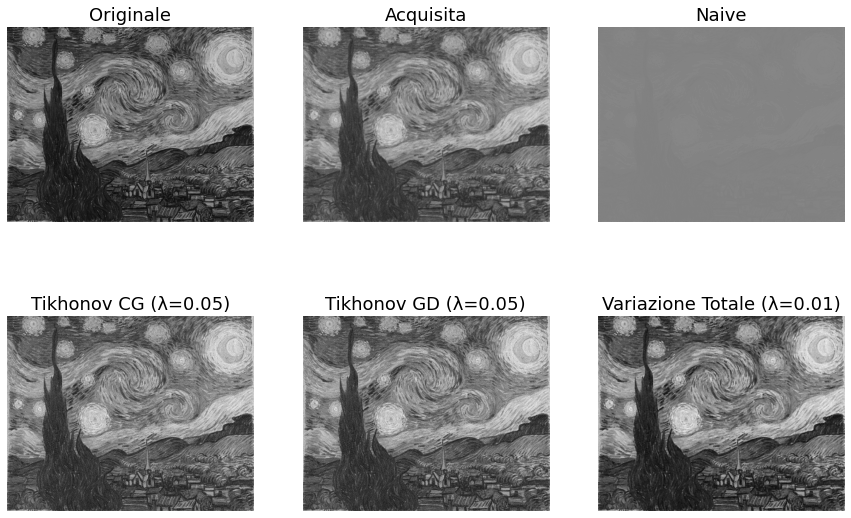 Originale
Acquisita
Naive
Tikhonov CG (λ=0.05)
Tikhonov GD (λ=0.05)
Variazione Totale (λ=0.01)